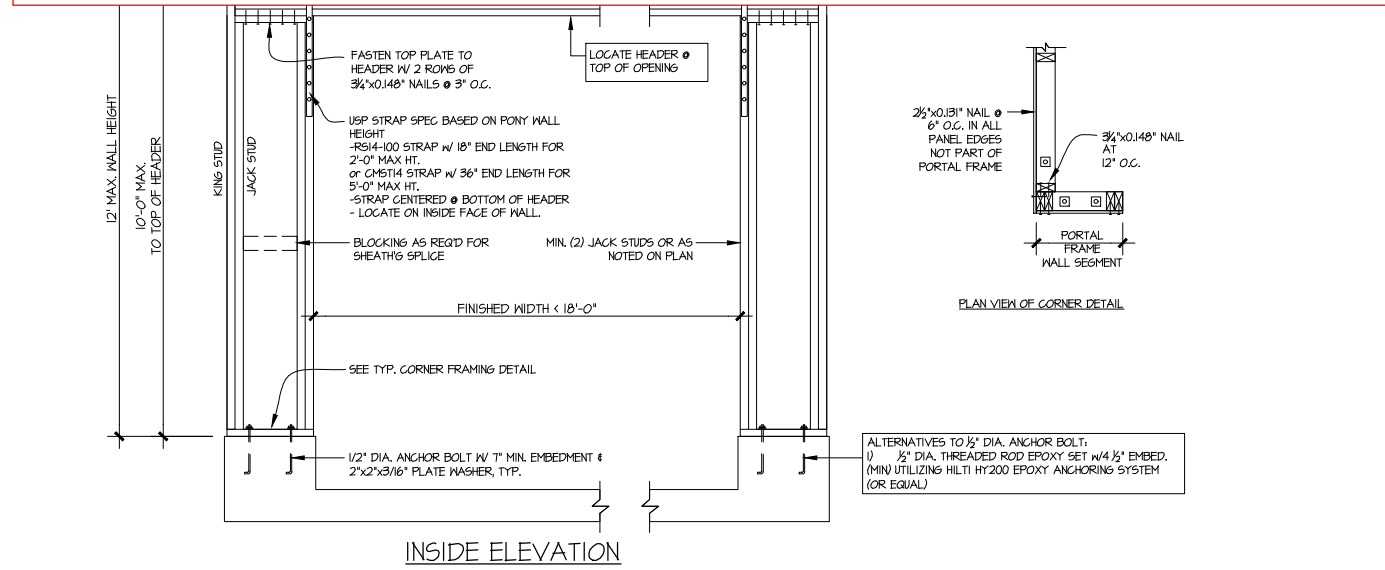 FASTEN TOP PLATE TO
HEADER W/ 2 ROWS OF
3¼"x0.148" NAILS @ 3" O.C.
LOCATE HEADER @
TOP OF OPENING
12' MAX. WALL HEIGHT
10'-0" MAX.
TO TOP OF HEADER
KING STUD
JACK STUD
USP STRAP SPEC BASED ON PONY WALL
HEIGHT
-RS14-100 STRAP w/ 18" END LENGTH FOR
2'-0" MAX HT.
or CMST14 STRAP w/ 36" END LENGTH FOR
5'-0" MAX HT.
-STRAP CENTERED @ BOTTOM OF HEADER
- LOCATE ON INSIDE FACE OF WALL.
BLOCKING AS REQ'D FOR
SHEATH'G SPLICE
MIN. (2) JACK STUDS OR AS
NOTED ON PLAN
FINISHED WIDTH < 18'-0"
SEE TYP. CORNER FRAMING DETAIL
1/2" DIA. ANCHOR BOLT W/ 7" MIN. EMBEDMENT &
2"x2"x3/16" PLATE WASHER, TYP.
ALTERNATIVES TO ½" DIA. ANCHOR BOLT:
1) ½" DIA. THREADED ROD EPOXY SET w/4 ½" EMBED.
(MIN) UTILIZING HILTI HY200 EPOXY ANCHORING SYSTEM
(OR EQUAL)
INSIDE ELEVATION
2½"x0.131" NAIL @
6" O.C. IN ALL
PANEL EDGES
NOT PART OF
PORTAL FRAME
3¼"x0.148" NAIL
AT
12" O.C.
PORTAL
FRAME
WALL SEGMENT
PLAN VIEW OF CORNER DETAIL